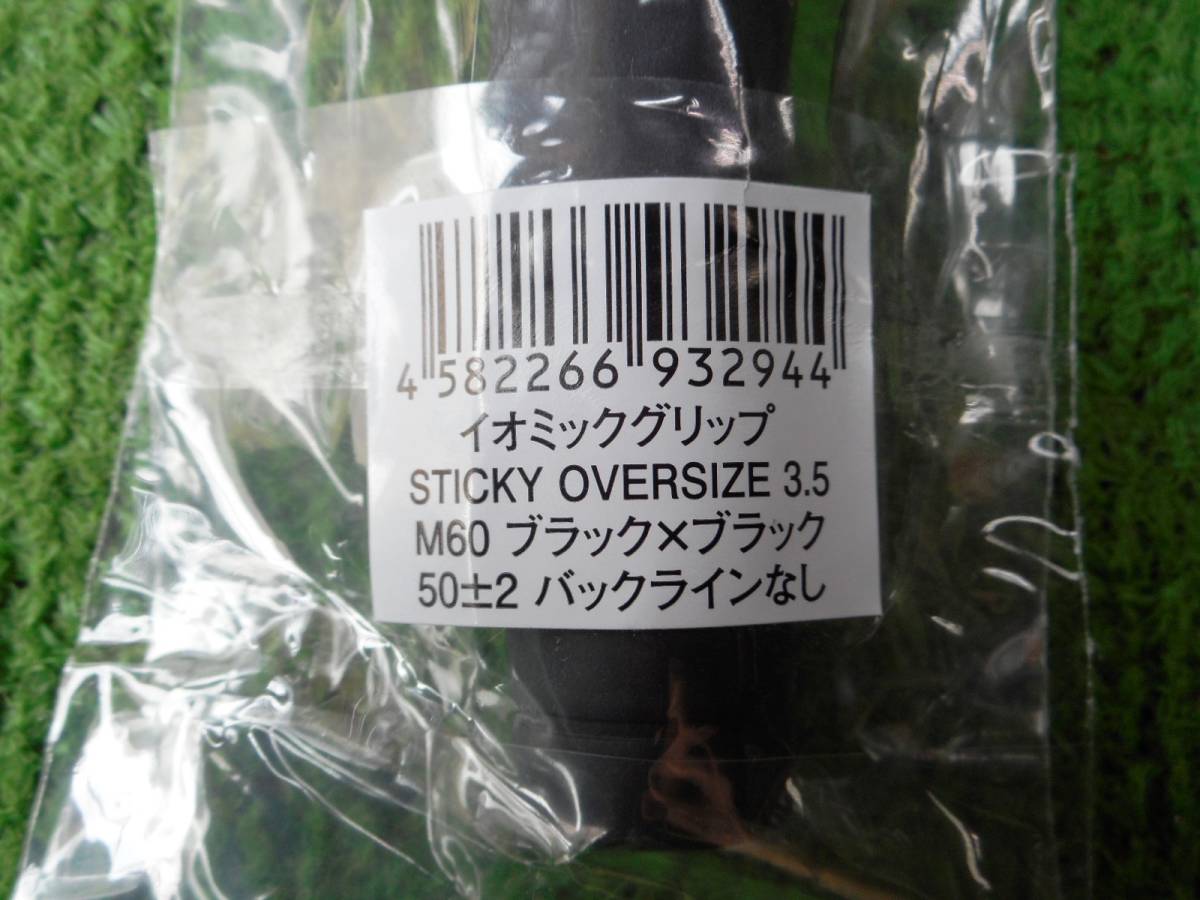 4 582266 932944
イオミックグリップ
STICKY OVERSIZE 3.5
M60 ブラック×ブラック
50±2 バックラインなし